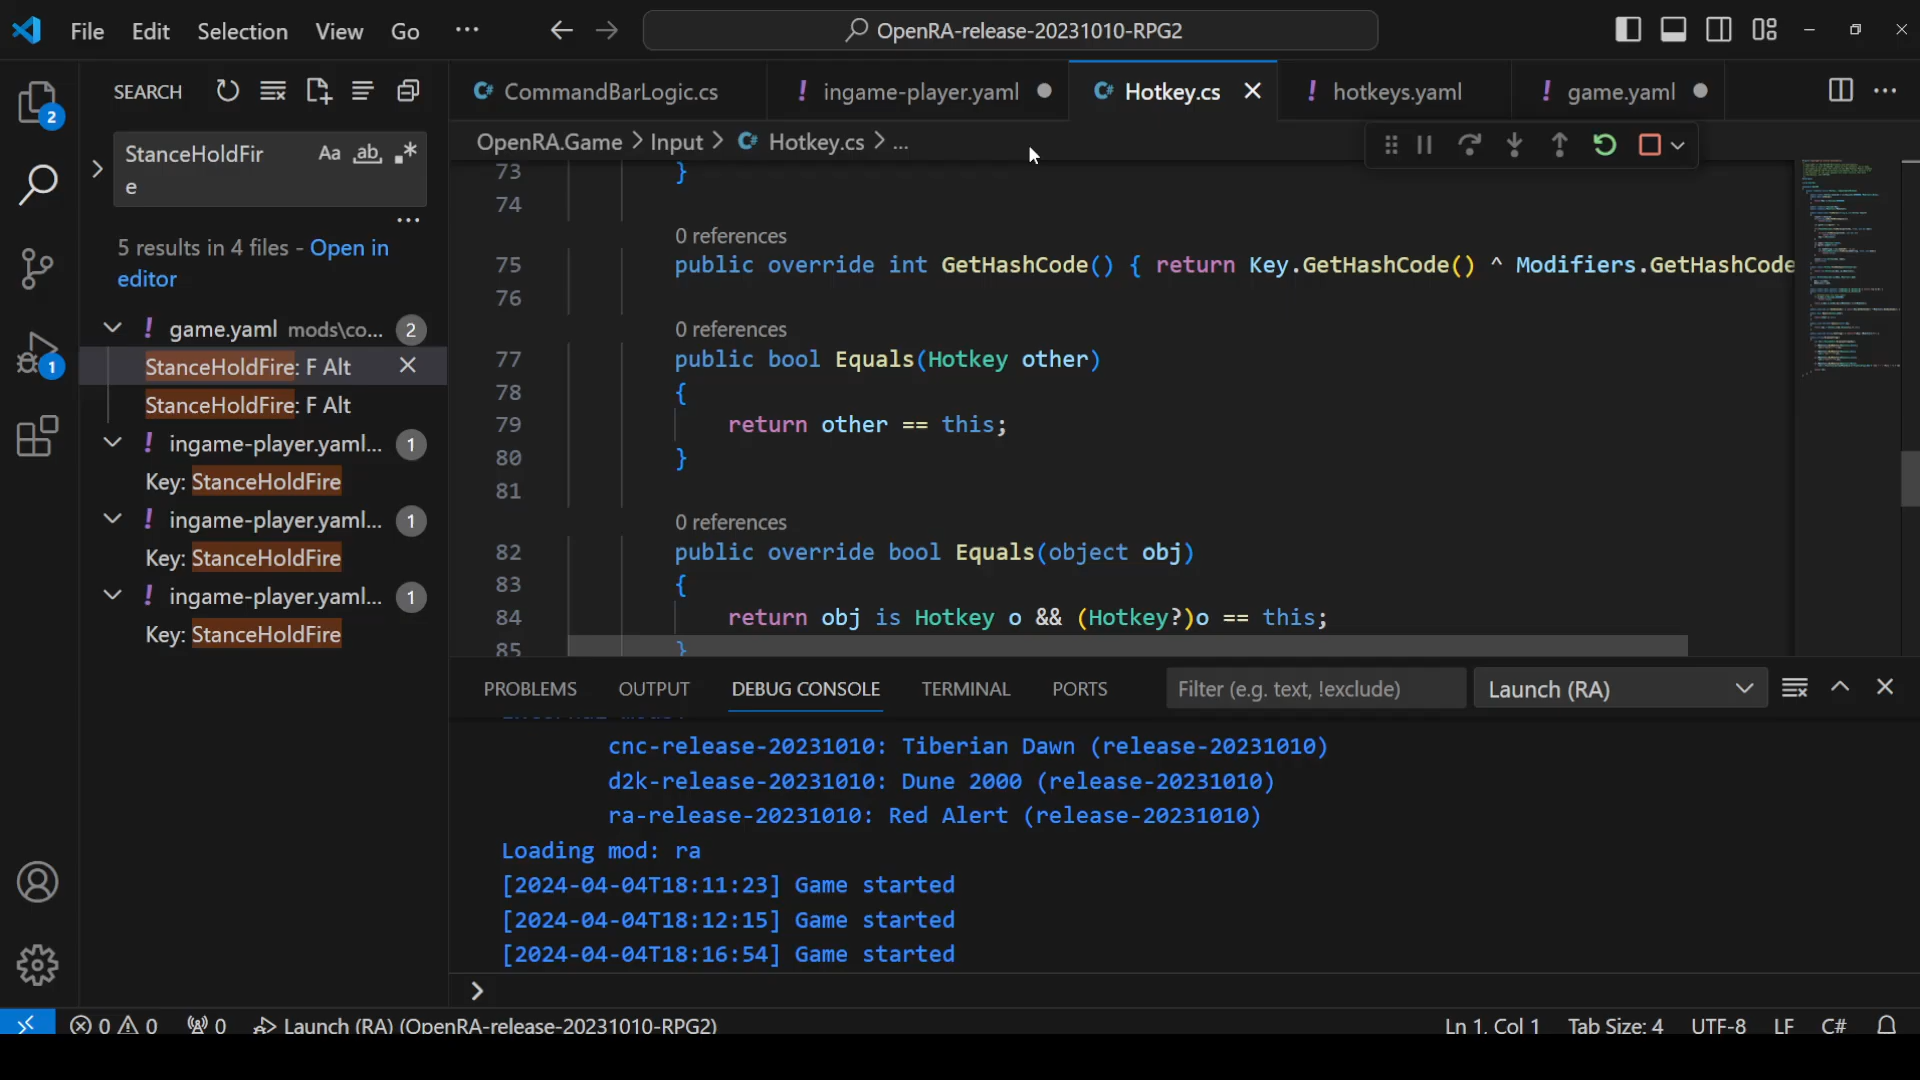 File Edit Selection View Go ···
OpenRA-release-20231010-RPG2
SEARCH
CommandBarLogic.cs
! ingame-player.yaml
Hotkey.cs
! hotkeys.yaml
! game.yaml
2
StanceHoldFir
e
Aa ab
OpenRA.Game > Input > Hotkey.cs > ...
5 results in 4 files - Open in
editor
! game.yaml mods\co... 2
StanceHoldFire: F Alt
StanceHoldFire: F Alt
! ingame-player.yaml... 1
Key: StanceHoldFire
! ingame-player.yaml... 1
Key: StanceHoldFire
! ingame-player.yaml... 1
Key: StanceHoldFire
1
73 }
74
0 references
75 public override int GetHashCode() { return Key.GetHashCode() ^ Modifiers.GetHashCode
76
0 references
77 public bool Equals(Hotkey other)
78 {
79 return other == this;
80 }
81
0 references
82 public override bool Equals(object obj)
83 {
84 return obj is Hotkey o && (Hotkey?)o == this;
85 }
PROBLEMS OUTPUT DEBUG CONSOLE TERMINAL PORTS
Filter (e.g. text, !exclude)
Launch (RA)
cnc-release-20231010: Tiberian Dawn (release-20231010)
d2k-release-20231010: Dune 2000 (release-20231010)
ra-release-20231010: Red Alert (release-20231010)
Loading mod: ra
[2024-04-04T18:11:23] Game started
[2024-04-04T18:12:15] Game started
[2024-04-04T18:16:54] Game started
>
0 0 0 Launch (RA) (OpenRA-release-20231010-RPG2)
Ln 1, Col 1 Tab Size: 4 UTF-8 LF C#